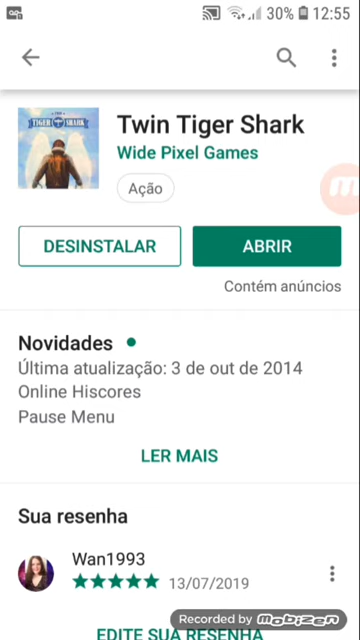 30% 12:55
TIGER SHARK
Twin Tiger Shark
Wide Pixel Games
Ação
DESINSTALAR
ABRIR
Contém anúncios
Novidades
Última atualização: 3 de out de 2014
Online Hiscores
Pause Menu
LER MAIS
Sua resenha
Wan1993
13/07/2019
EDITE SUA RESENHA
Recorded by Mobizen